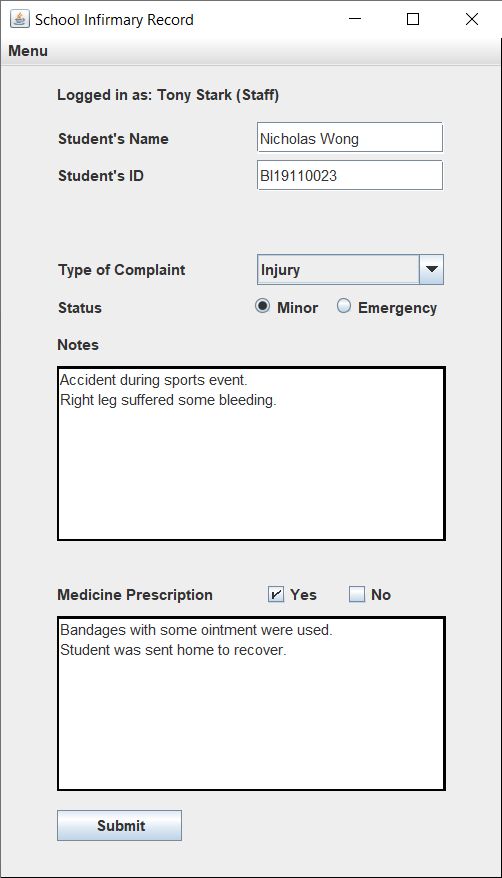 School Infirmary Record
Menu
Logged in as: Tony Stark (Staff)
Student's Name Nicholas Wong
Student's ID BI19110023
Type of Complaint Injury
Status Minor Emergency
Notes
Accident during sports event.
Right leg suffered some bleeding.
Medicine Prescription Yes No
Bandages with some ointment were used.
Student was sent home to recover.
Submit